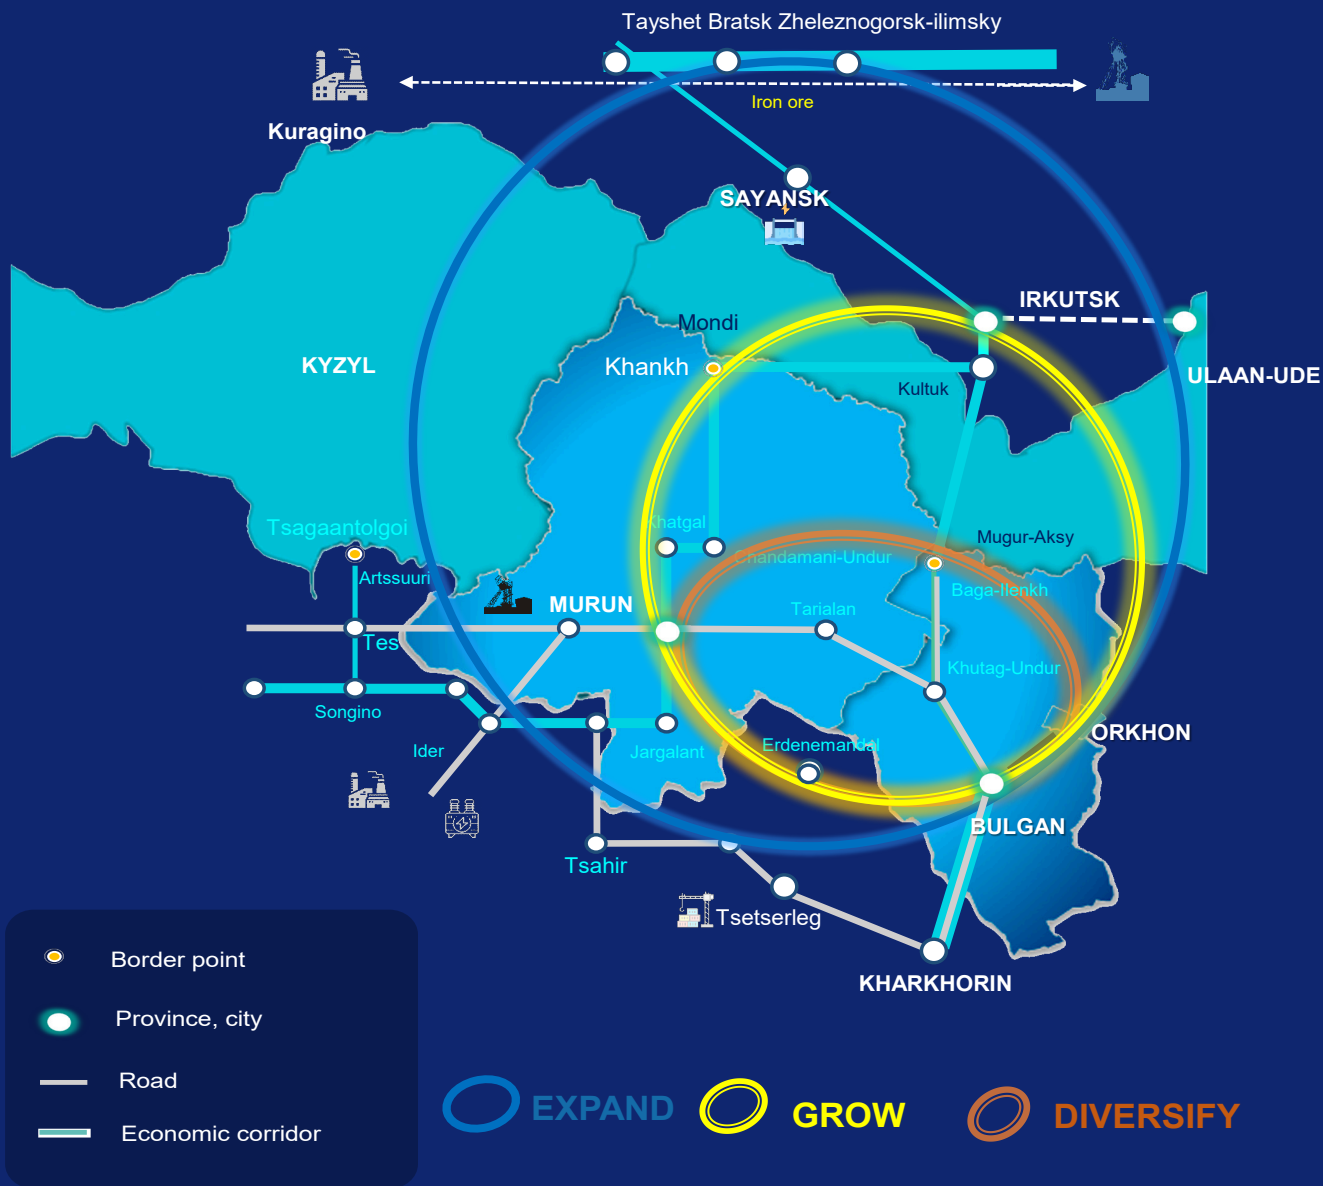 Tayshet Bratsk Zheleznogorsk-ilimsky
Iron ore
Kuragino
SAYANSK
IRKUTSK
Mondi
KYZYL
Khankh
ULAAN-UDE
Kultuk
Khatgal
Tsagaantolgoi
Mugur-Aksy
Chandamani-Undur
Artssuuri
Baga-Ilenkh
MURUN
Tarialan
Tes
Khutag-Undur
Songino
ORKHON
Ider
Jargalant
Erdenemandal
BULGAN
Tsahir
Tsetserleg
KHARKHORIN
Border point
Province, city
Road
Economic corridor
EXPAND
GROW
DIVERSIFY